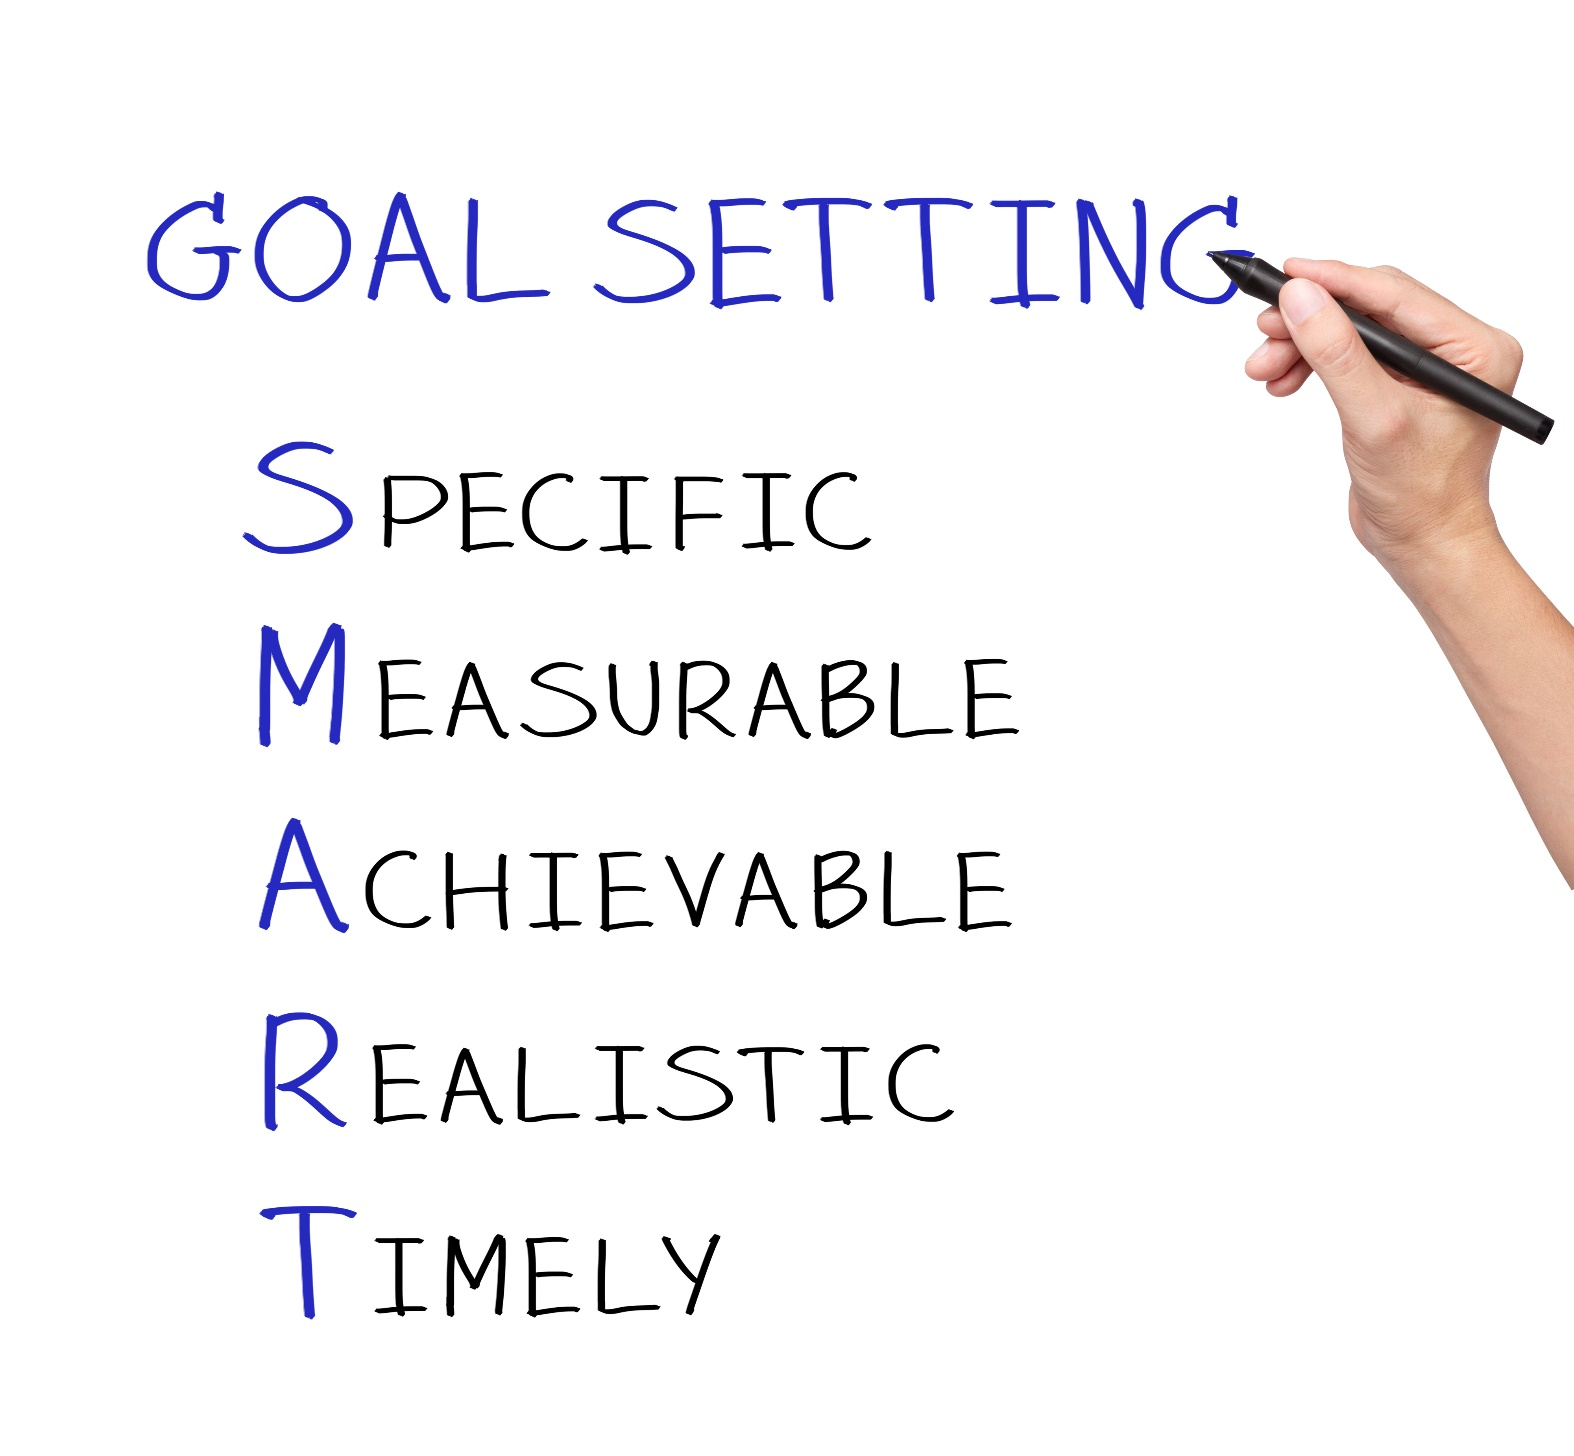 GOAL SETTING
SPECIFIC
MEASURABLE
ACHIEVABLE
REALISTIC
TIMELY